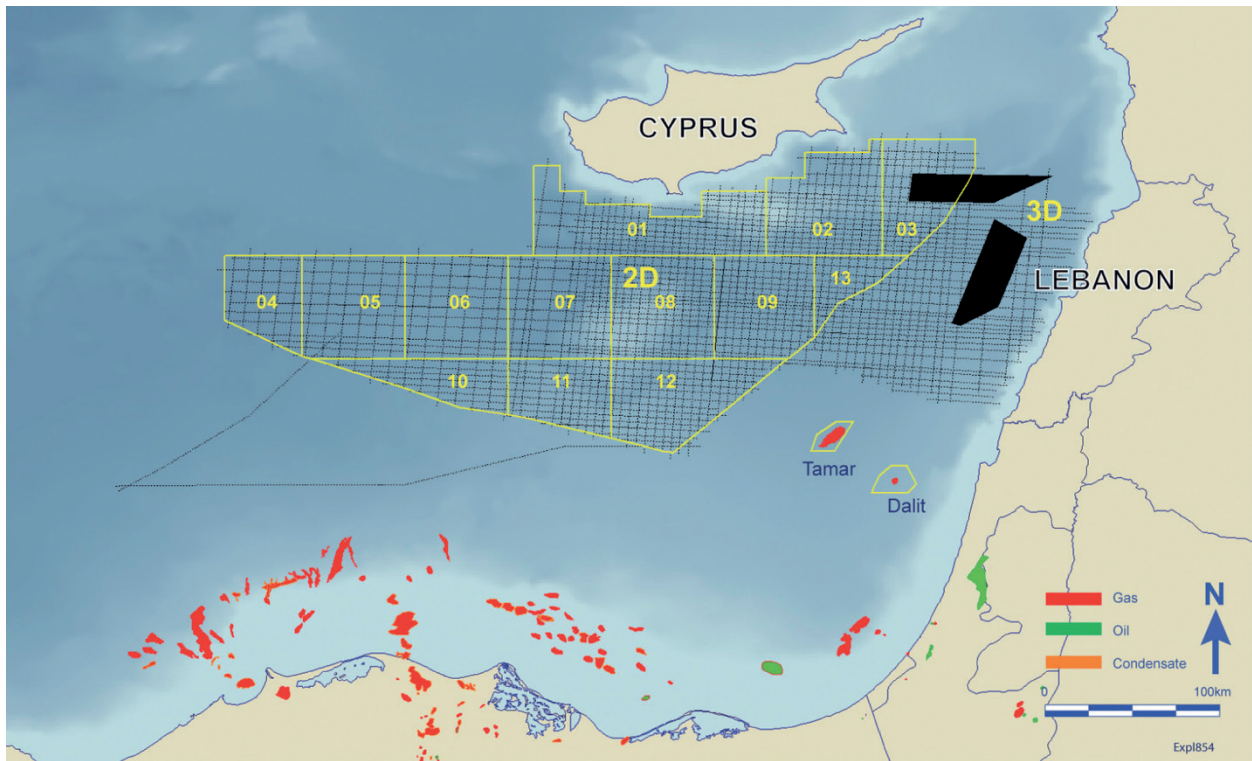 CYPRUS
01
02
03
3D
LEBANON
04
05
06
07
2D
08
09
13
10
11
12
Tamar
Dalit
Gas
Oil
Condensate
N
0
100km
Expl854